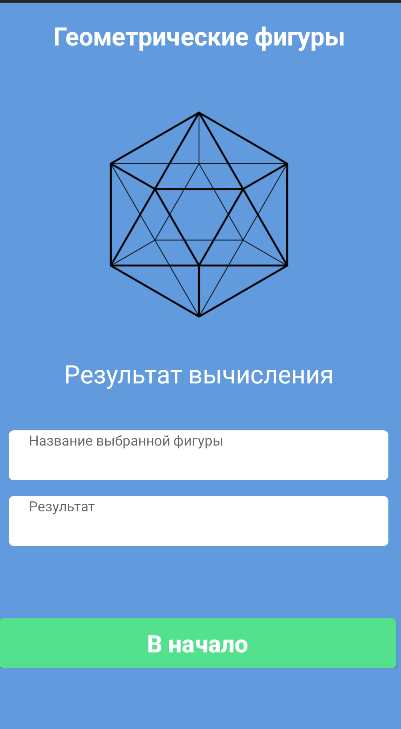 Геометрические фигуры
Результат вычисления
Название выбранной фигуры
Результат
В начало